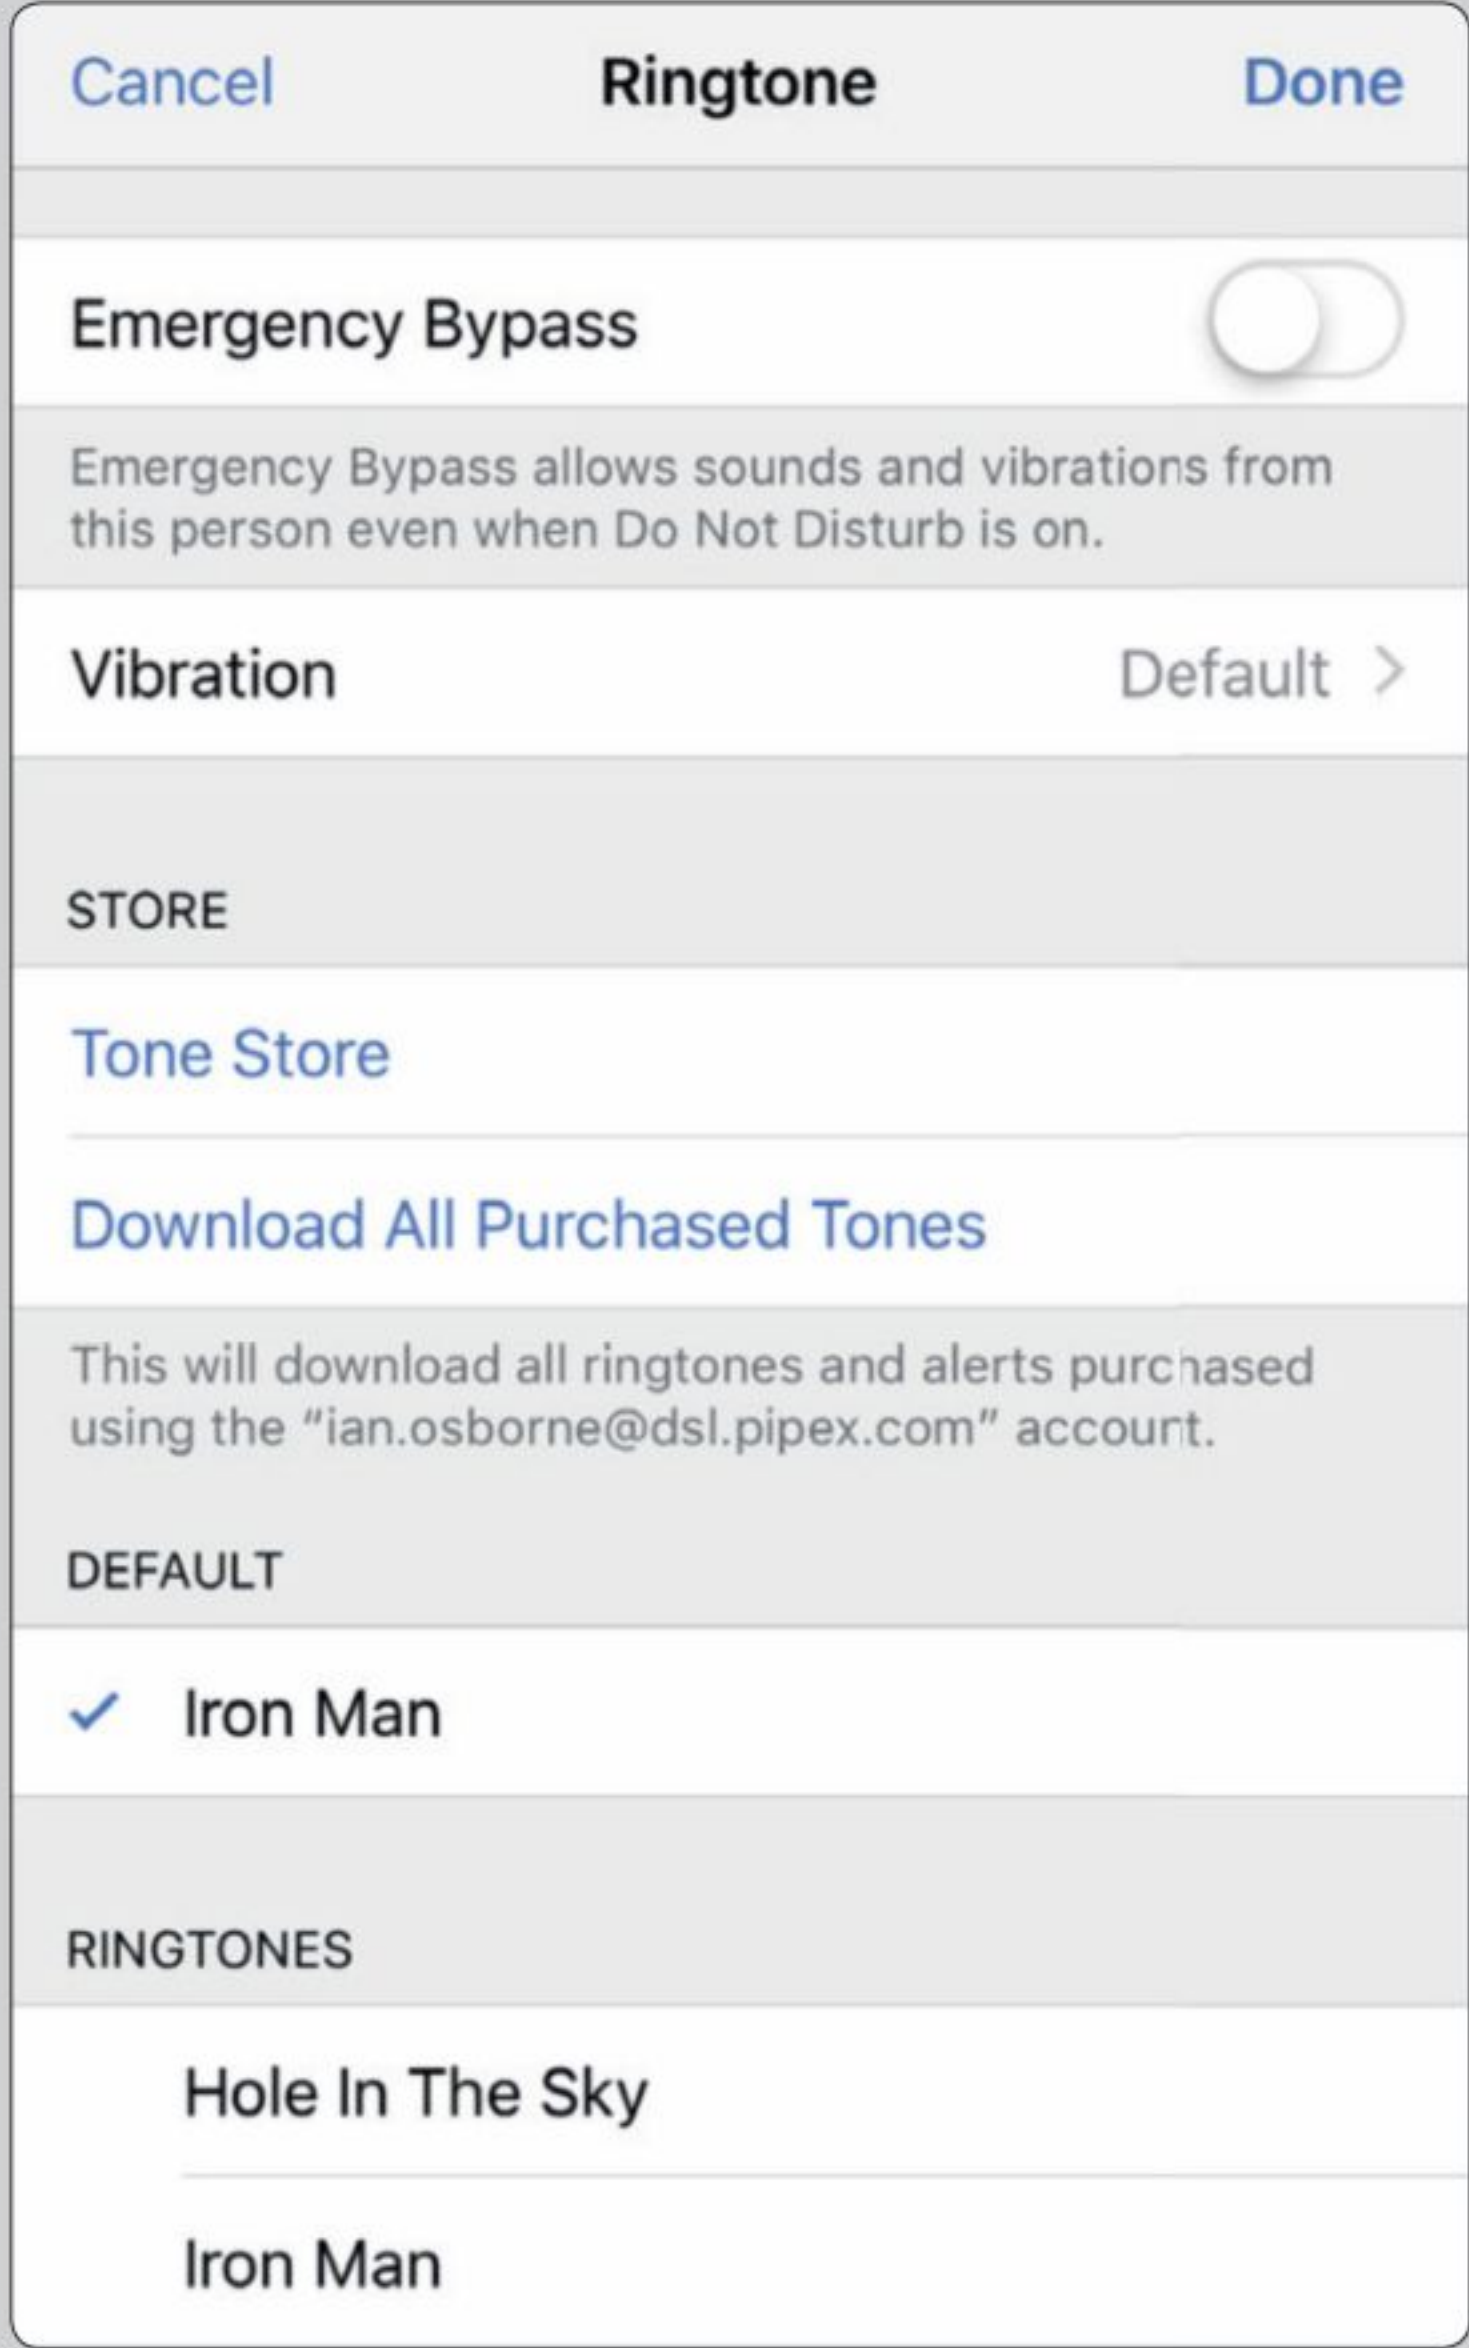 Cancel Ringtone Done
Emergency Bypass
Emergency Bypass allows sounds and vibrations from
this person even when Do Not Disturb is on.
Vibration Default >
STORE
Tone Store
Download All Purchased Tones
This will download all ringtones and alerts purchased
using the “ian.osborne@dsl.pipex.com” account.
DEFAULT
✓ Iron Man
RINGTONES
Hole In The Sky
Iron Man